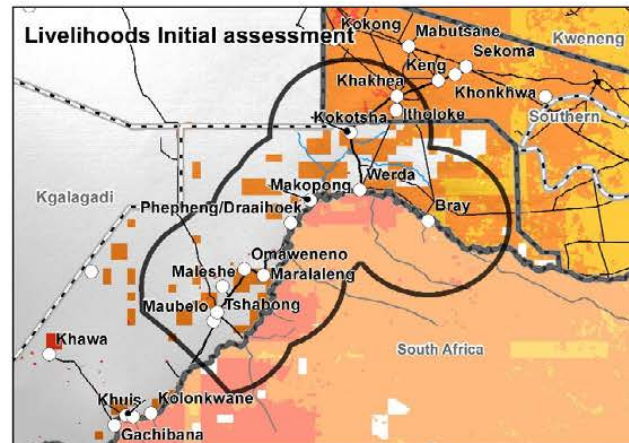 Livelihoods Initial assessment
Kokong
Mabutsane
Kweneng
Sekoma
Keng
Khakhea
Khonkhwa
Itholoke
Southern
Kokotsha
Werda
Makopong
Kgalagadi
Phepheng/Draaihoek
Bray
Omaweneno
Maleshe
Maralaleng
Tshabong
Maubelo
Khawa
South Africa
Khuis
Kolonkwane
Gachibana